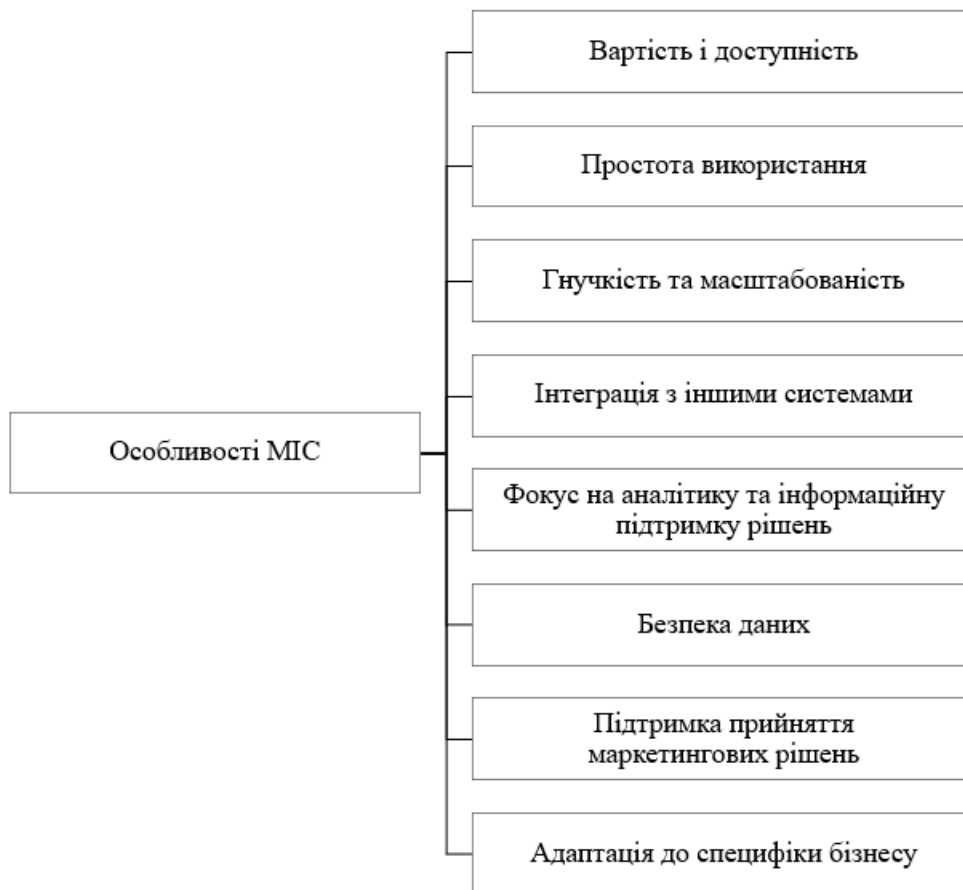 Вартість і доступність
Простота використання
Гнучкість та масштабованість
Інтеграція з іншими системами
Особливості МІС
Фокус на аналітику та інформаційну
підтримку рішень
Безпека даних
Підтримка прийняття
маркетингових рішень
Адаптація до специфіки бізнесу